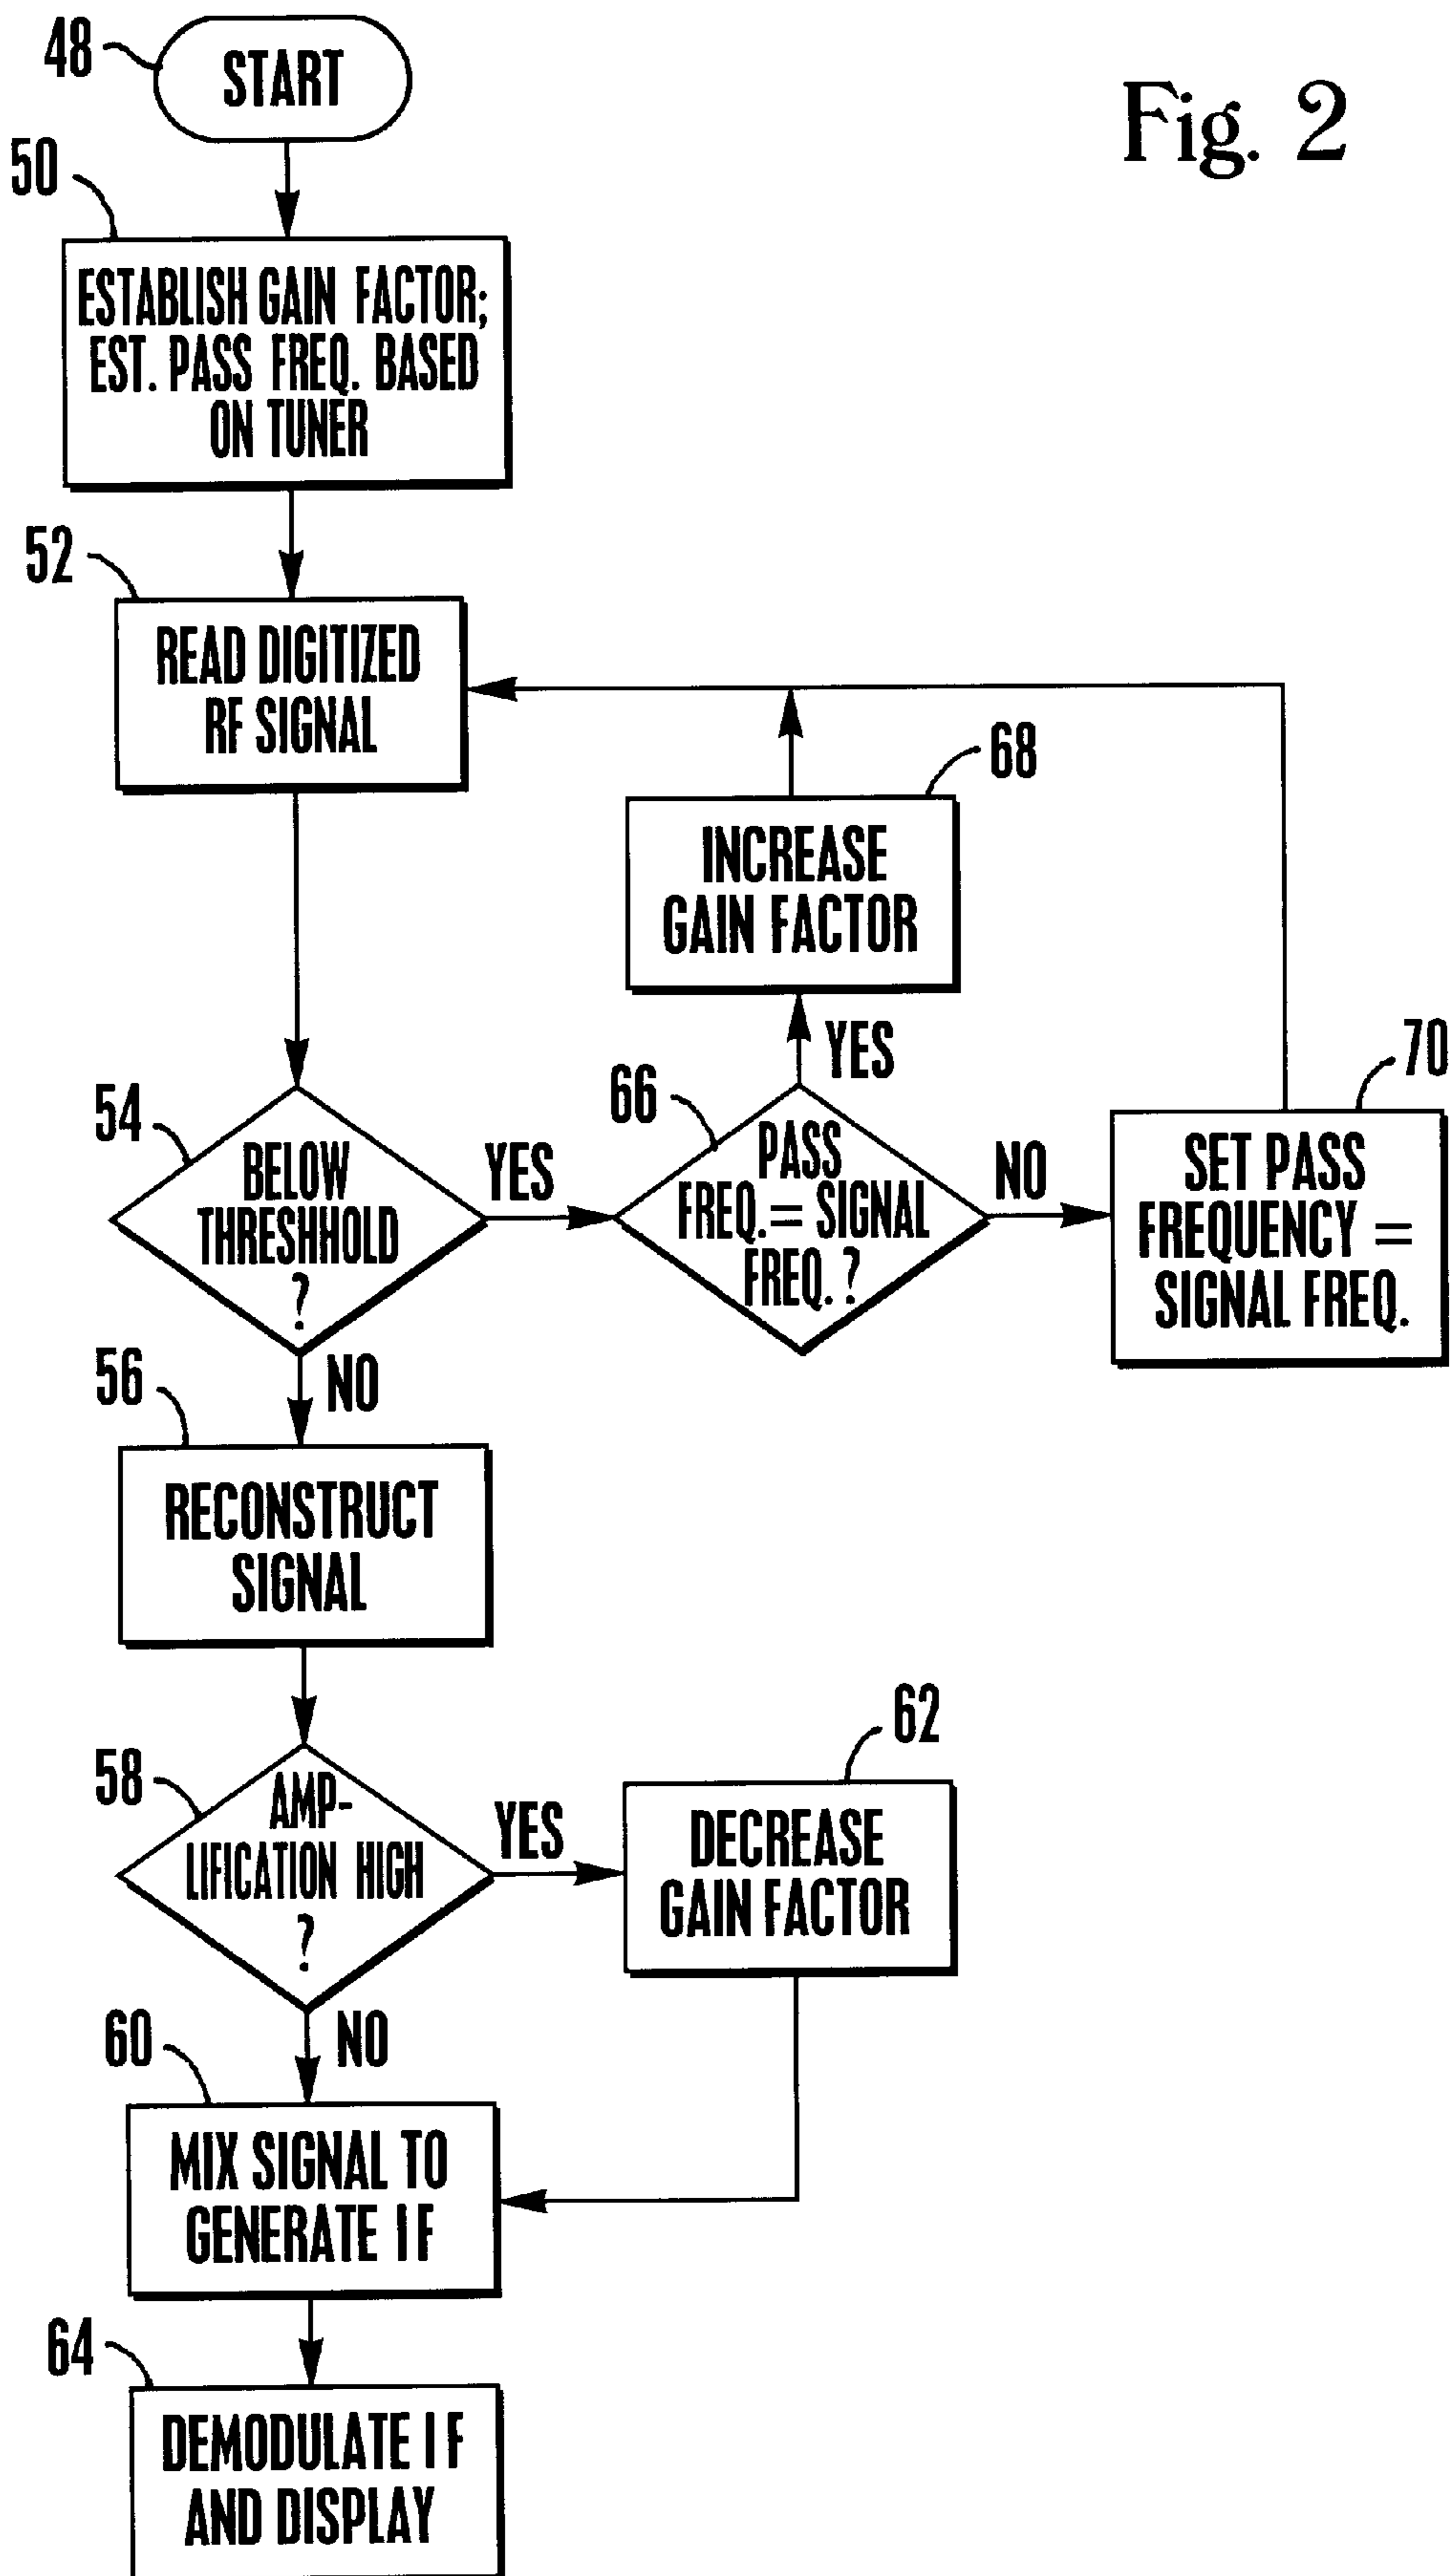 Fig. 2
48
START
50
ESTABLISH GAIN FACTOR;
EST. PASS FREQ. BASED
ON TUNER
52
READ DIGITIZED
RF SIGNAL
68
INCREASE
GAIN FACTOR
YES
54
BELOW
THRESHHOLD
?
YES
66
PASS
FREQ.= SIGNAL
FREQ.?
NO
70
SET PASS
FREQUENCY =
SIGNAL FREQ.
NO
56
RECONSTRUCT
SIGNAL
58
AMP-
LIFICATION HIGH
?
YES
62
DECREASE
GAIN FACTOR
NO
60
MIX SIGNAL TO
GENERATE IF
64
DEMODULATE IF
AND DISPLAY